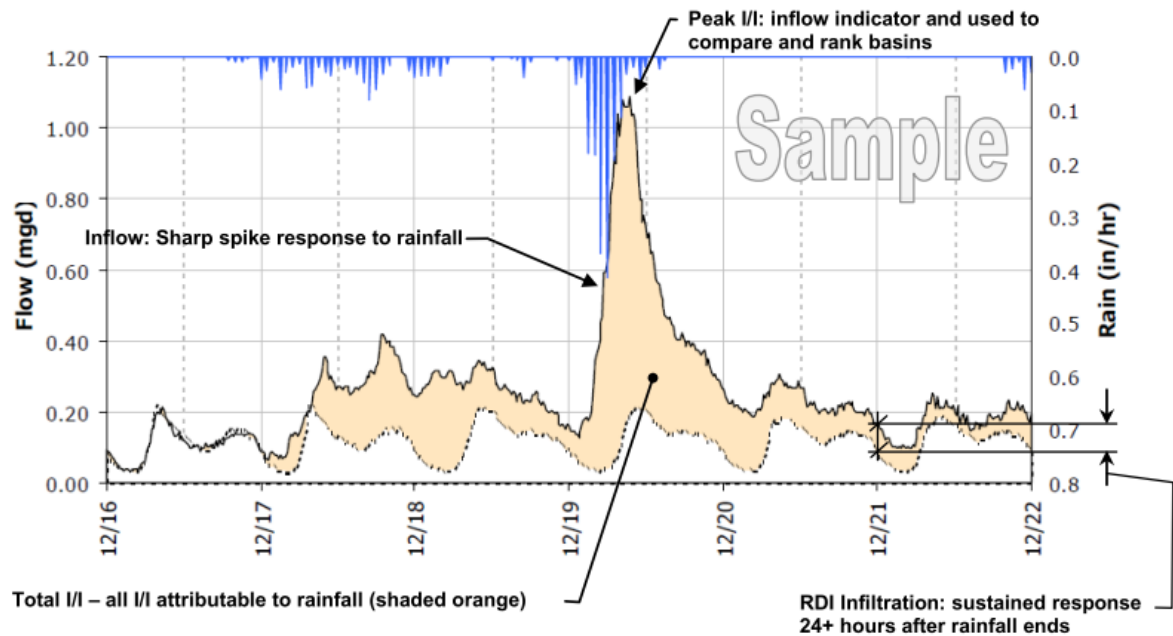 Peak I/I: inflow indicator and used to
compare and rank basins
1.20
1.00
0.80
0.60
0.40
0.20
0.00
Flow (mgd)
Sample
Inflow: Sharp spike response to rainfall
0.0
0.1
0.2
0.3
0.4
0.5
0.6
0.7
0.8
Rain (in/hr)
12/16
12/17
12/18
12/19
12/20
12/21
12/22
Total I/I – all I/I attributable to rainfall (shaded orange)
RDI Infiltration: sustained response
24+ hours after rainfall ends